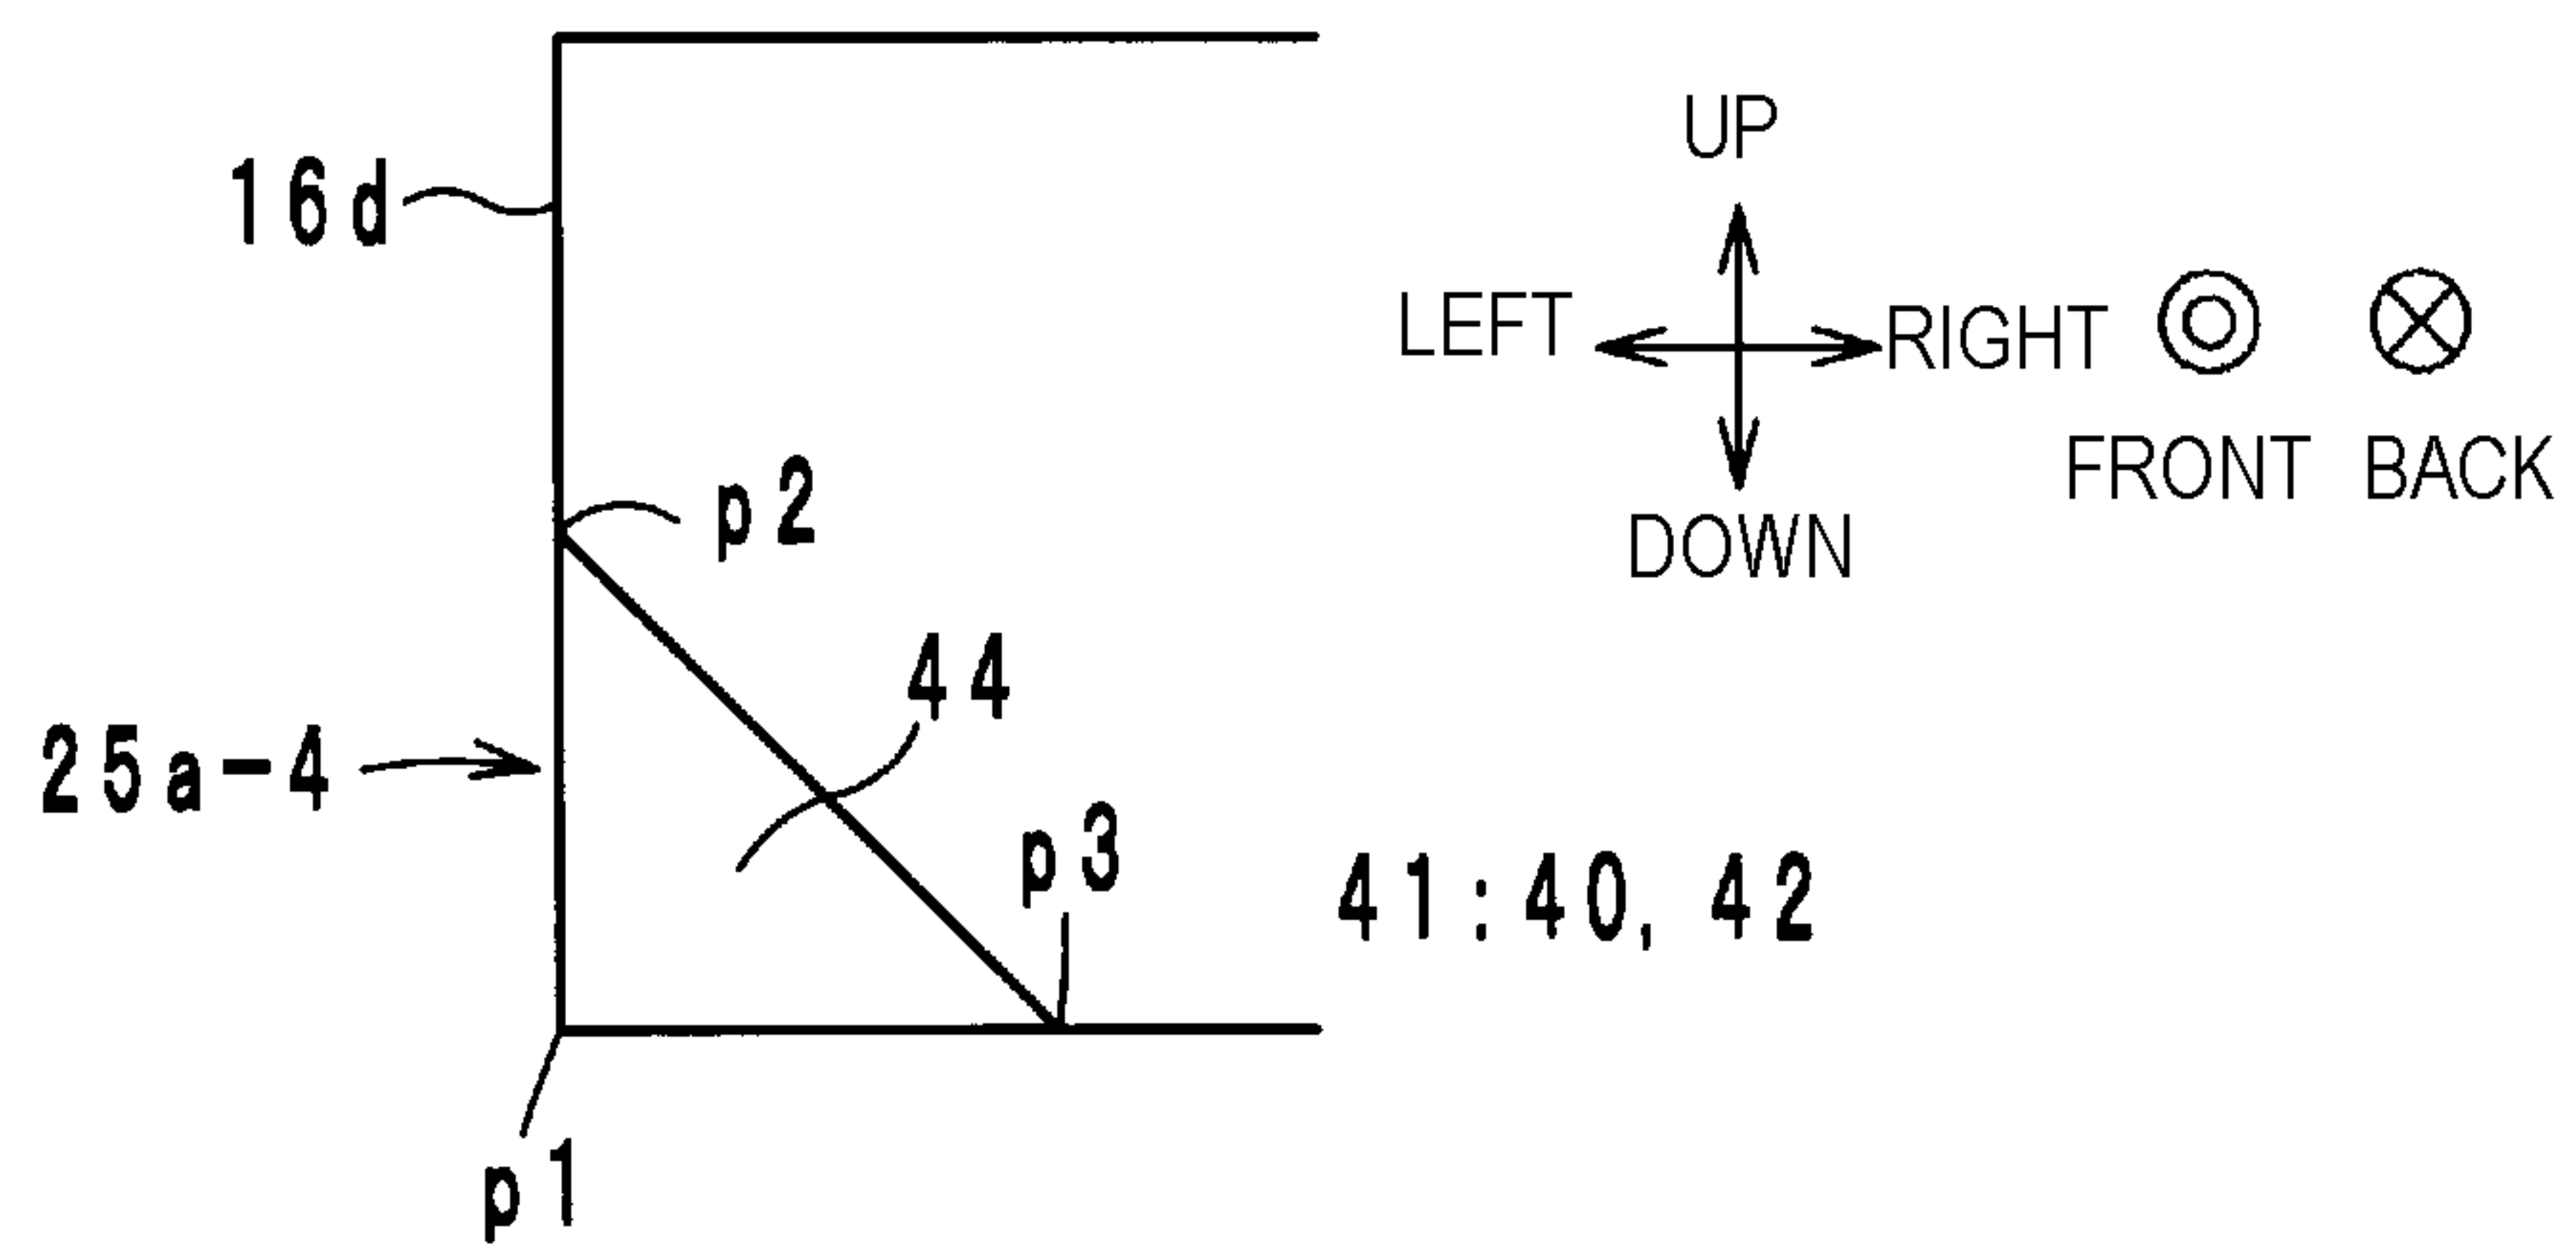 UP
16d
LEFT
RIGHT
FRONT BACK
DOWN
p2
44
25a-4
p3
41:40, 42
p1